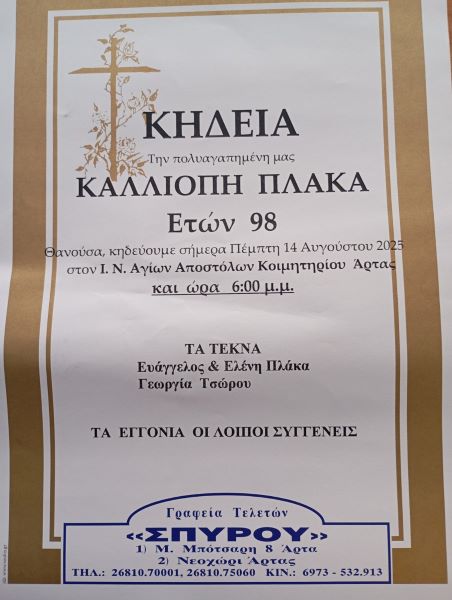 ΚΗΔΕΙΑ
Την πολυαγαπημένη μας
ΚΑΛΛΙΟΠΗ ΠΛΑΚΑ
Ετών 98
Θανούσα, κηδεύουμε σήμερα Πέμπτη 14 Αυγούστου 2025
στον Ι. Ν. Αγίων Αποστόλων Κοιμητηρίου Άρτας
και ώρα 6:00 μ.μ.
ΤΑ ΤΕΚΝΑ
Ευάγγελος & Ελένη Πλάκα
Γεωργία Τσώρου
ΤΑ ΕΓΓΟΝΙΑ ΟΙ ΛΟΙΠΟΙ ΣΥΓΓΕΝΕΙΣ
Γραφεία Τελετών
«ΣΠΥΡΟΥ»
1) Μ. Μπότσαρη 8 Άρτα
2) Νεοχώρι Άρτας
ΤΗΛ.: 26810.70001, 26810.75060 ΚΙΝ.: 6973 - 532.913